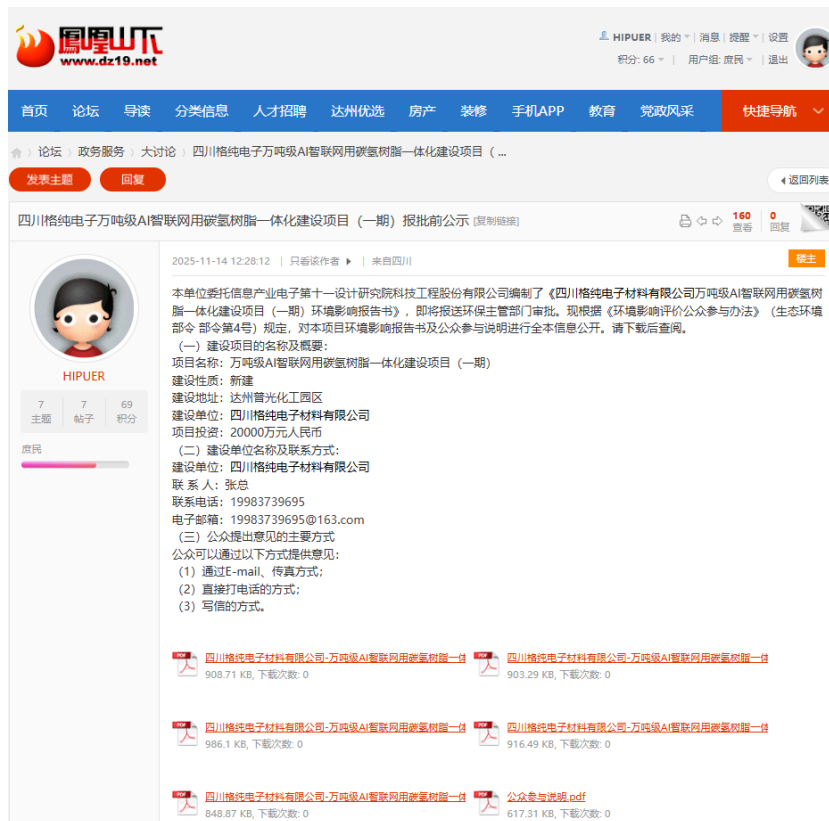 鳳凰山下
www.dz19.net
HIPUER | 我的 | 消息 | 提醒 | 设置
积分: 66 | 用户组: 庶民 | 退出
首页 论坛 导读 分类信息 人才招聘 达州优选 房产 装修 手机APP 教育 党政风采 快捷导航
论坛 › 政务服务 › 大讨论 › 四川格纯电子万吨级AI智联网用碳氢树脂一体化建设项目（ ...
发表主题 回复 返回列表
四川格纯电子万吨级AI智联网用碳氢树脂一体化建设项目（一期）报批前公示 [复制链接]
160 查看 0 回复
HIPUER
7 主题 7 帖子 69 积分
庶民
2025-11-14 12:28:12 | 只看该作者 | 来自四川
楼主
本单位委托信息产业电子第十一设计研究院科技工程股份有限公司编制了《四川格纯电子材料有限公司万吨级AI智联网用碳氢树
脂一体化建设项目（一期）环境影响报告书》，即将报送环保主管部门审批。现根据《环境影响评价公众参与办法》（生态环境
部令 部令第4号）规定，对本项目环境影响报告书及公众参与说明进行全本信息公开。请下载后查阅。
（一）建设项目的名称及概要：
项目名称：万吨级AI智联网用碳氢树脂一体化建设项目（一期）
建设性质：新建
建设地址：达州普光化工园区
建设单位：四川格纯电子材料有限公司
项目投资：20000万元人民币
（二）建设单位名称及联系方式：
建设单位：四川格纯电子材料有限公司
联 系 人：张总
联系电话：19983739695
电子邮箱：19983739695@163.com
（三）公众提出意见的主要方式
公众可以通过以下方式提供意见：
（1）通过E-mail、传真方式；
（2）直接打电话的方式；
（3）写信的方式。
四川格纯电子材料有限公司-万吨级AI智联网用碳氢树脂一体
908.71 KB, 下载次数: 0
四川格纯电子材料有限公司-万吨级AI智联网用碳氢树脂一体
903.29 KB, 下载次数: 0
四川格纯电子材料有限公司-万吨级AI智联网用碳氢树脂一体
986.1 KB, 下载次数: 0
四川格纯电子材料有限公司-万吨级AI智联网用碳氢树脂一体
916.49 KB, 下载次数: 0
四川格纯电子材料有限公司-万吨级AI智联网用碳氢树脂一体
848.87 KB, 下载次数: 0
公众参与说明.pdf
617.31 KB, 下载次数: 0